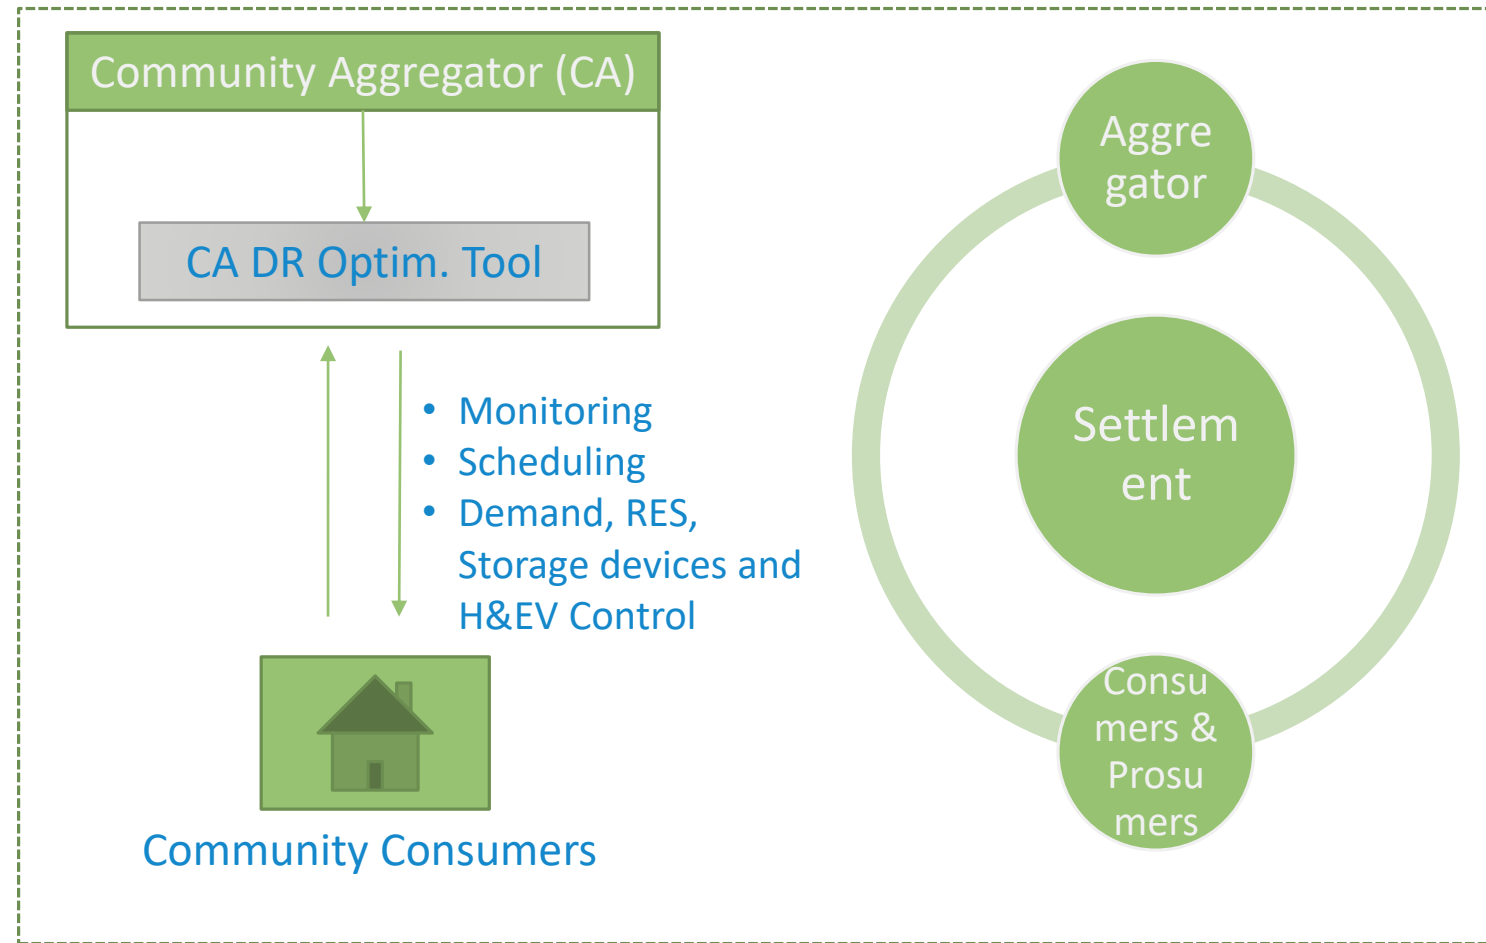 Community Aggregator (CA)
CA DR Optim. Tool
• Monitoring
• Scheduling
• Demand, RES,
Storage devices and
H&EV Control
Community Consumers
Aggre
gator
Settlem
ent
Consu
mers &
Prosu
mers